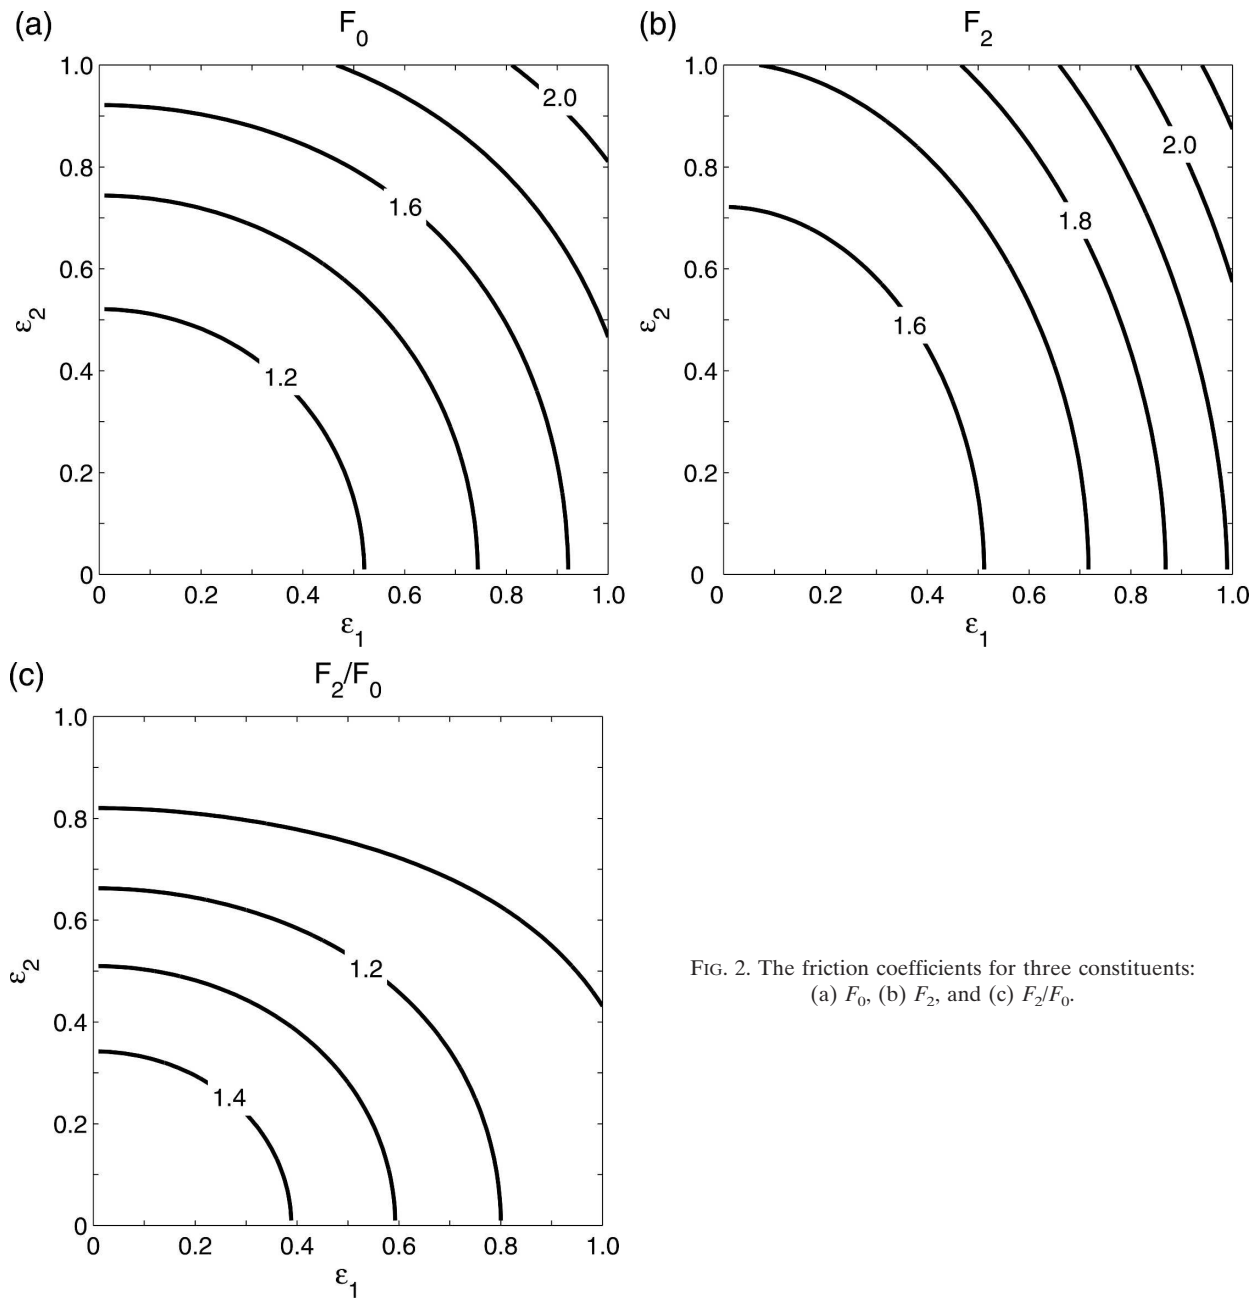 (a)
F0
1.0
0.8
0.6
0.4
0.2
0
ε2
2.0
1.6
1.2
0 0.2 0.4 0.6 0.8 1.0
ε1
(b)
F2
1.0
0.8
0.6
0.4
0.2
0
ε2
2.0
1.8
1.6
0 0.2 0.4 0.6 0.8 1.0
ε1
(c)
F2/F0
1.0
0.8
0.6
0.4
0.2
0
ε2
1.2
1.4
0 0.2 0.4 0.6 0.8 1.0
ε1
FIG. 2. The friction coefficients for three constituents:
(a) F0, (b) F2, and (c) F2/F0.